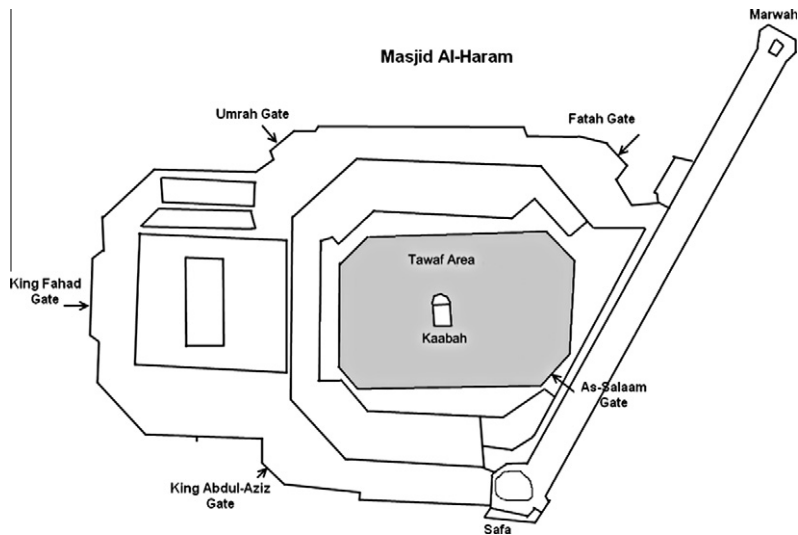 Marwah
Masjid Al-Haram
Umrah Gate
Fatah Gate
Tawaf Area
King Fahad
Gate
Kaabah
As-Salaam
Gate
King Abdul-Aziz
Gate
Safa